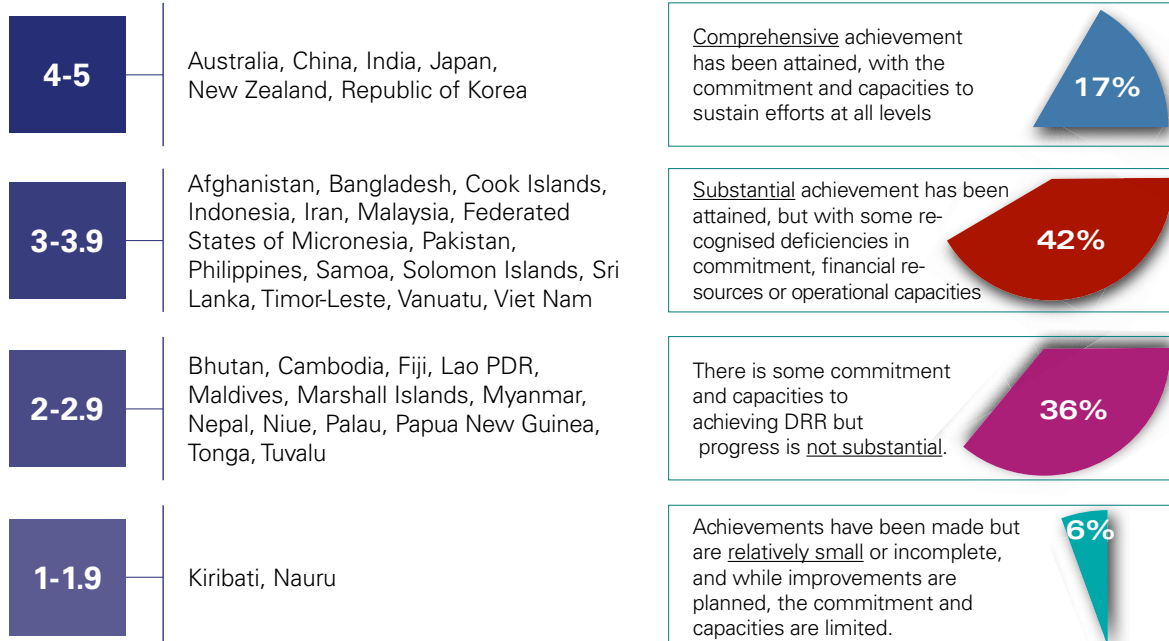 4-5
Australia, China, India, Japan,
New Zealand, Republic of Korea
Comprehensive achievement
has been attained, with the
commitment and capacities to
sustain efforts at all levels
17%
3-3.9
Afghanistan, Bangladesh, Cook Islands,
Indonesia, Iran, Malaysia, Federated
States of Micronesia, Pakistan,
Philippines, Samoa, Solomon Islands, Sri
Lanka, Timor-Leste, Vanuatu, Viet Nam
Substantial achievement has been
attained, but with some re-
cognised deficiencies in
commitment, financial re-
sources or operational capacities
42%
2-2.9
Bhutan, Cambodia, Fiji, Lao PDR,
Maldives, Marshall Islands, Myanmar,
Nepal, Niue, Palau, Papua New Guinea,
Tonga, Tuvalu
There is some commitment
and capacities to
achieving DRR but
progress is not substantial.
36%
1-1.9
Kiribati, Nauru
Achievements have been made but
are relatively small or incomplete,
and while improvements are
planned, the commitment and
capacities are limited.
6%